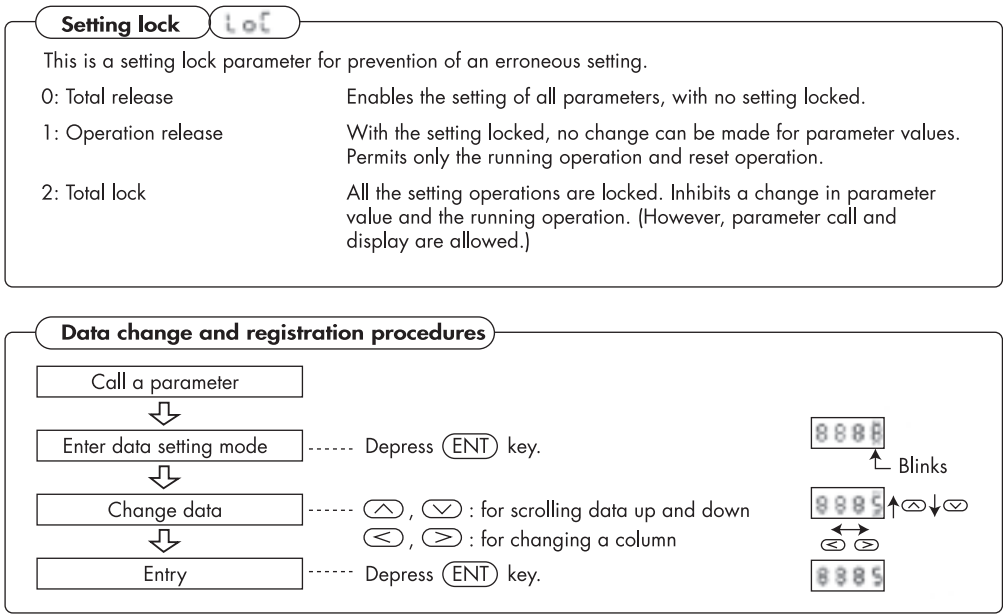 Setting lock LoC
This is a setting lock parameter for prevention of an erroneous setting.
0: Total release Enables the setting of all parameters, with no setting locked.
1: Operation release With the setting locked, no change can be made for parameter values.
Permits only the running operation and reset operation.
2: Total lock All the setting operations are locked. Inhibits a change in parameter
value and the running operation. (However, parameter call and
display are allowed.)
Data change and registration procedures
Call a parameter
Enter data setting mode ------ Depress ENT key.
Blinks
Change data ------ , : for scrolling data up and down
, : for changing a column
Entry ------ Depress ENT key.